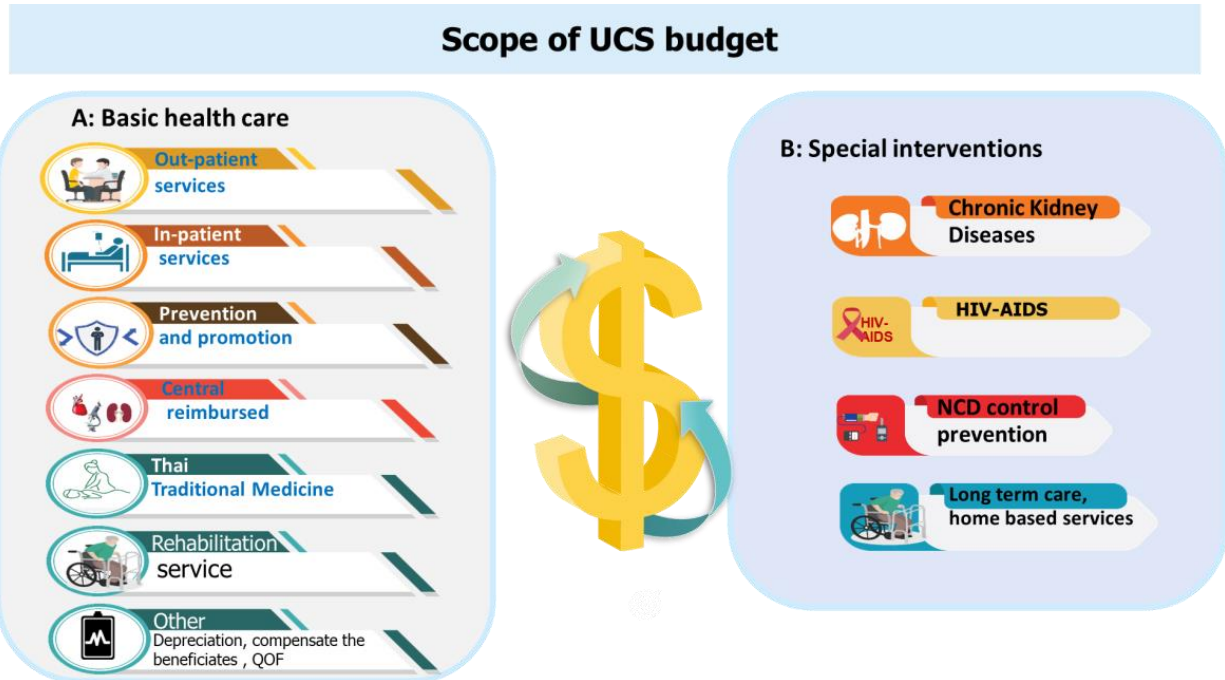 Scope of UCS budget
A: Basic health care
Out-patient
services
In-patient
services
Prevention
and promotion
Central
reimbursed
Thai
Traditional Medicine
Rehabilitation
service
Other
Depreciation, compensate the
beneficiates , QOF
B: Special interventions
Chronic Kidney
Diseases
HIV-
AIDS
HIV-AIDS
NCD control
prevention
Long term care,
home based services